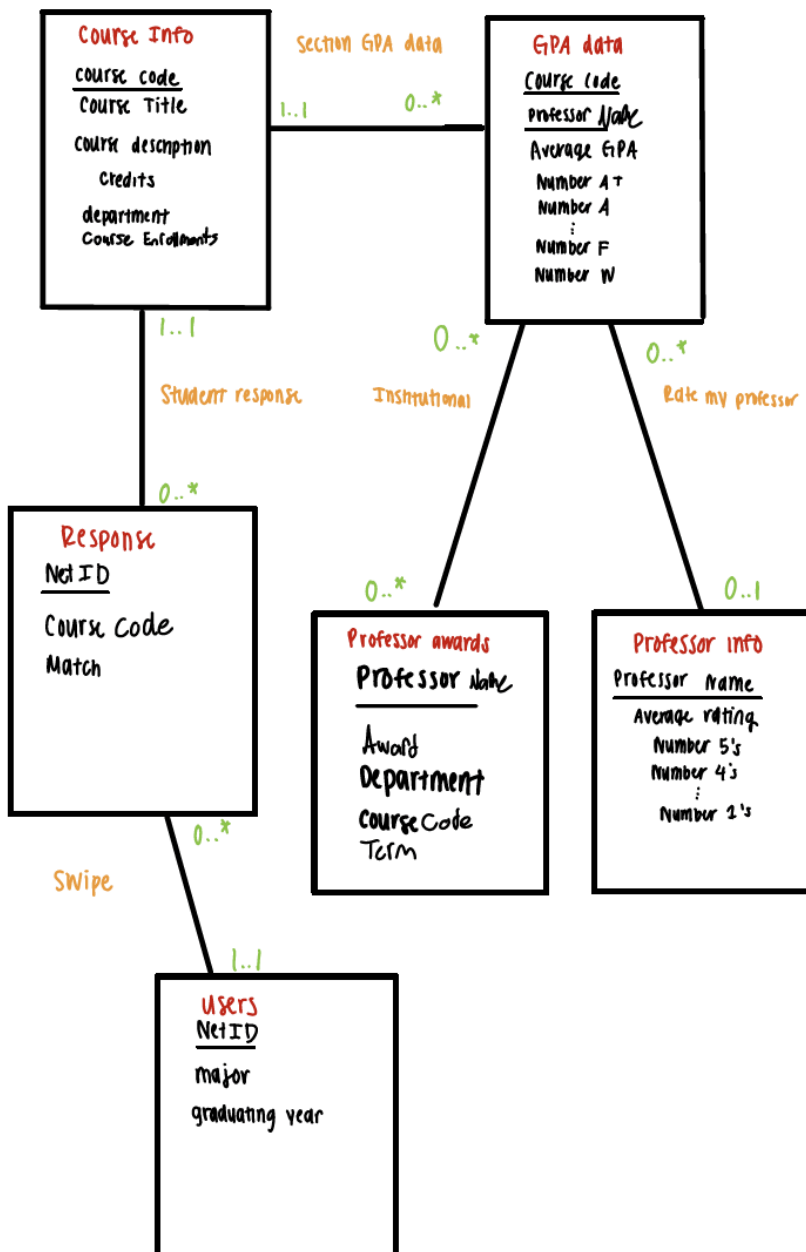 Course Info
Course code
Course Title
Course description
Credits
department
Course Enrollments
Section GPA data
1..1
0..*
GPA data
Course Code
Professor Name
Average GPA
Number A+
Number A
⋮
Number F
Number W
1..1
Student response
0..*
0..*
Institutional
0..*
0..*
Rate my professor
0..1
Response
NetID
Course Code
Match
Professor awards
Professor Name
Award
Department
Course Code
Term
Professor info
Professor Name
Average rating
Number 5's
Number 4's
⋮
Number 1's
0..*
Swipe
1..1
Users
NetID
major
graduating year